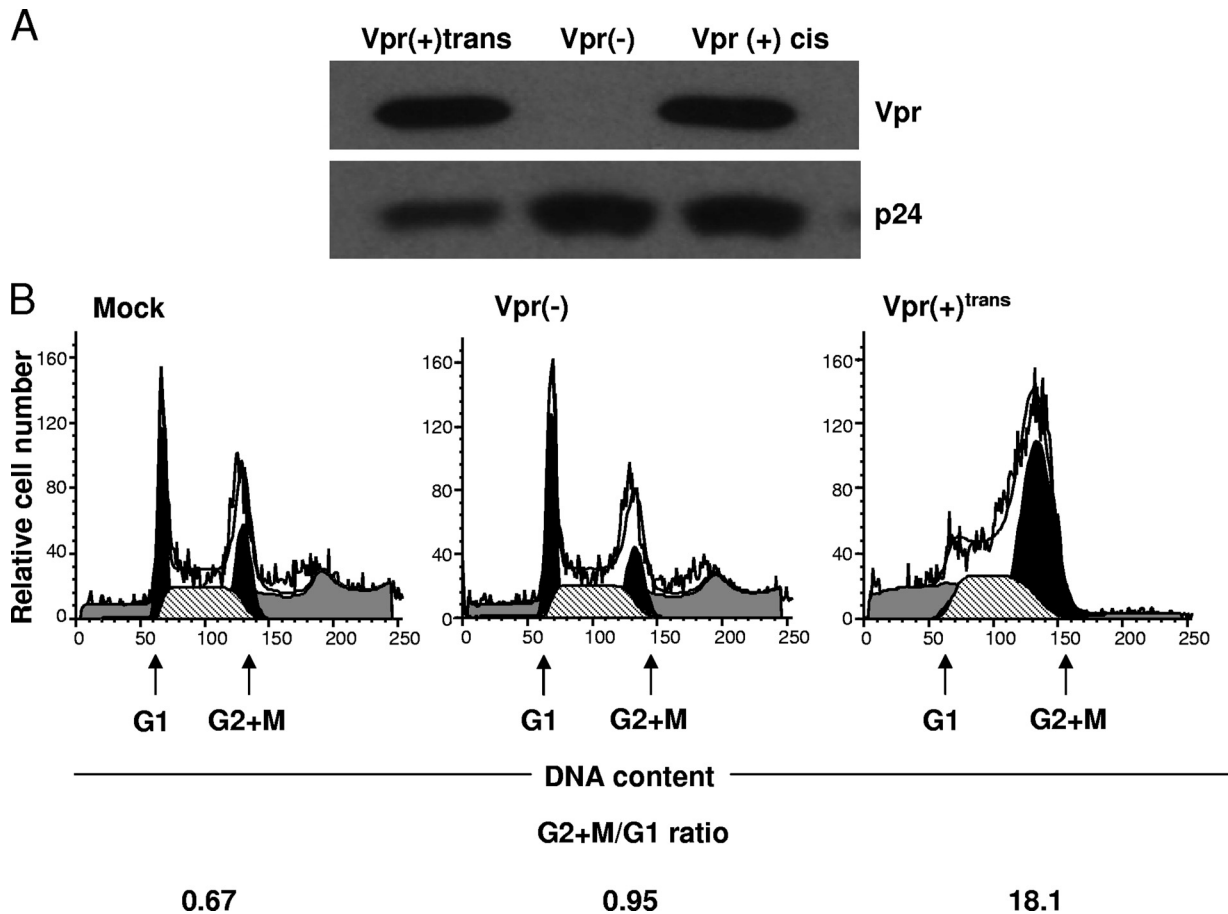 A
Vpr(+)trans Vpr(-) Vpr (+) cis
Vpr
p24
B
Mock Vpr(-) Vpr(+)trans
Relative cell number
160 160 160
120 120 120
80 80 80
40 40 40
0 0 0
0 50 100 150 200 250 0 50 100 150 200 250 0 50 100 150 200 250
G1 G2+M G1 G2+M G1 G2+M
DNA content
G2+M/G1 ratio
0.67 0.95 18.1